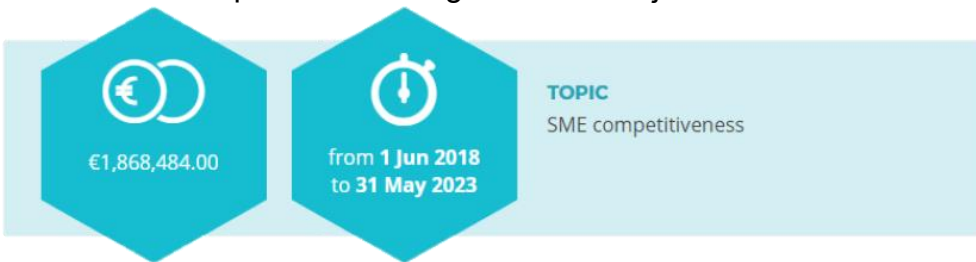 €1,868,484.00
from 1 Jun 2018
to 31 May 2023
TOPIC
SME competitiveness